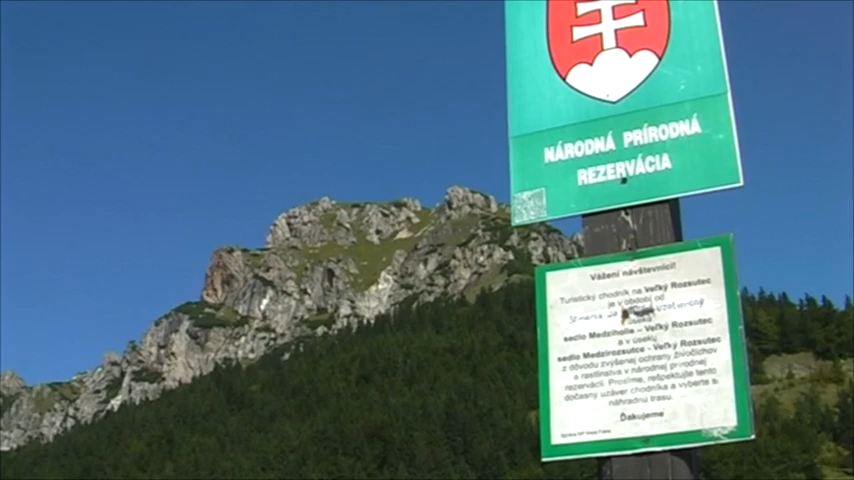 NÁRODNÁ PRÍRODNÁ
REZERVÁCIA
Vážení návštevníci!
Turistický chodník na Veľký Rozsutec
je v období od
úseku
sedlo Medziholie – Veľký Rozsutec
a v úseku
sedlo Medzirozsutce - Veľký Rozsutec
z dôvodu zvýšenej ochrany živočíchov
a rastlinstva v národnej prírodnej
rezervácii. Prosíme, rešpektujte tento
dočasný uzáver chodníka a vyberte si
náhradnú trasu.
Ďakujeme